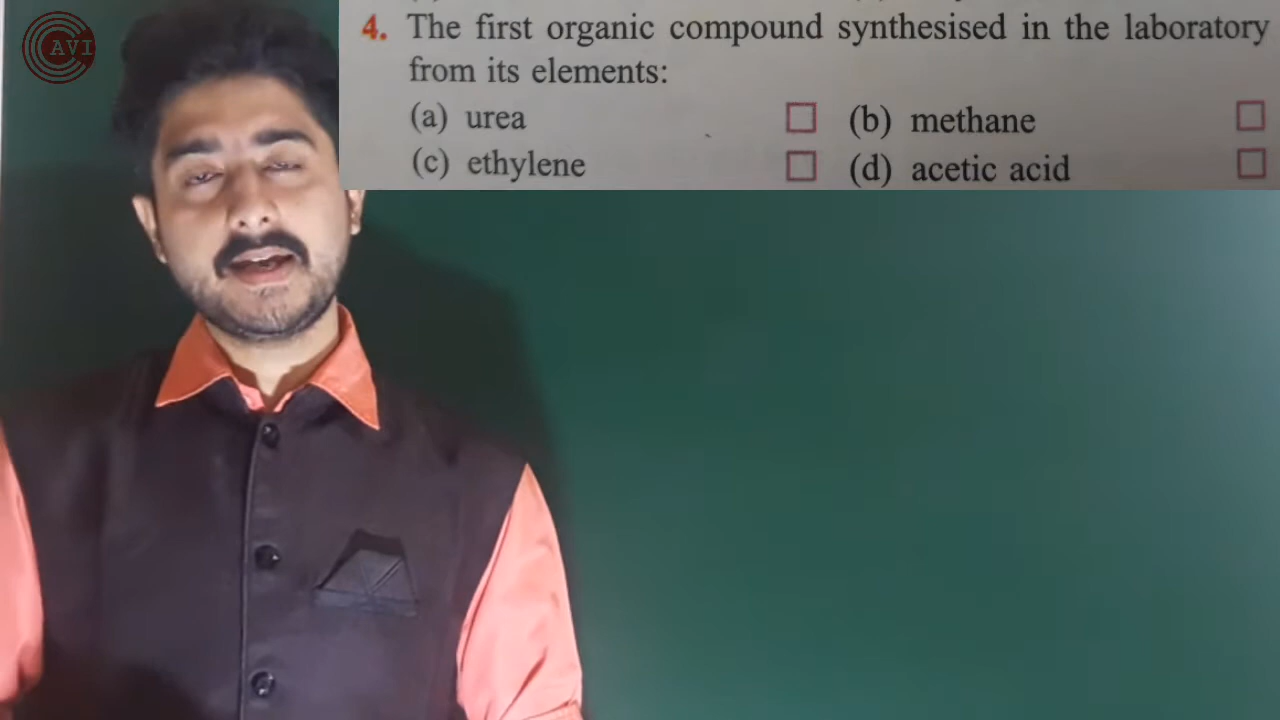 AVI
4. The first organic compound synthesised in the laboratory
from its elements:
(a) urea (b) methane
(c) ethylene (d) acetic acid